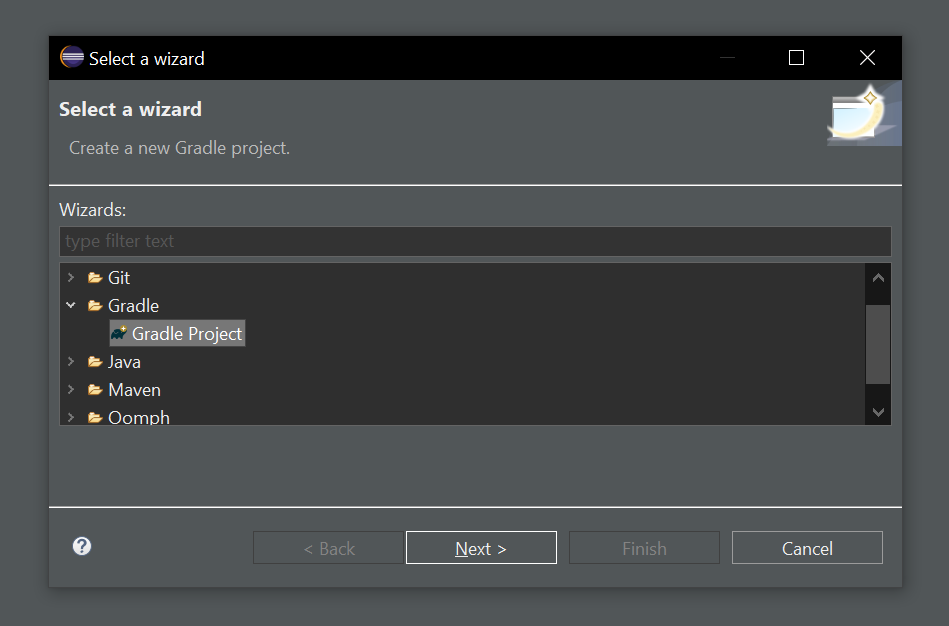 Select a wizard
Select a wizard
Create a new Gradle project.
Wizards:
type filter text
Git
Gradle
Gradle Project
Java
Maven
Oomph
? < Back Next > Finish Cancel